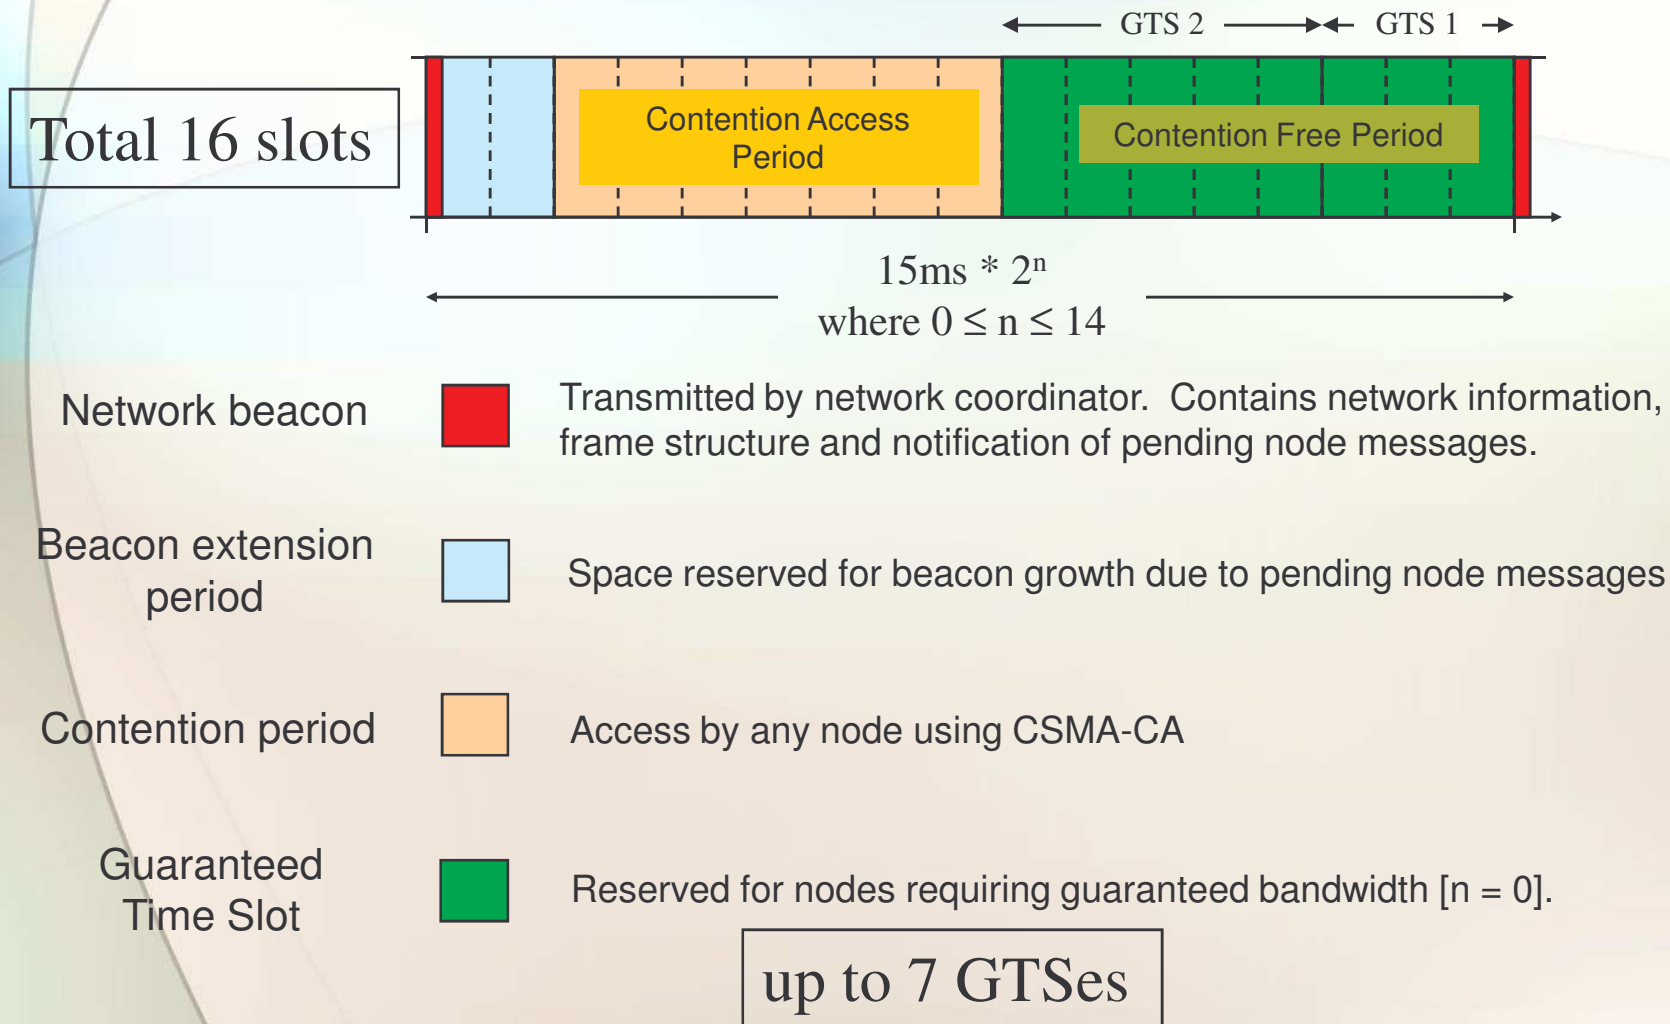 GTS 2
GTS 1
Total 16 slots
Contention Access
Period
Contention Free Period
15ms * 2ⁿ
where 0 ≤ n ≤ 14
Network beacon
Transmitted by network coordinator. Contains network information,
frame structure and notification of pending node messages.
Beacon extension
period
Space reserved for beacon growth due to pending node messages
Contention period
Access by any node using CSMA-CA
Guaranteed
Time Slot
Reserved for nodes requiring guaranteed bandwidth [n = 0].
up to 7 GTSes